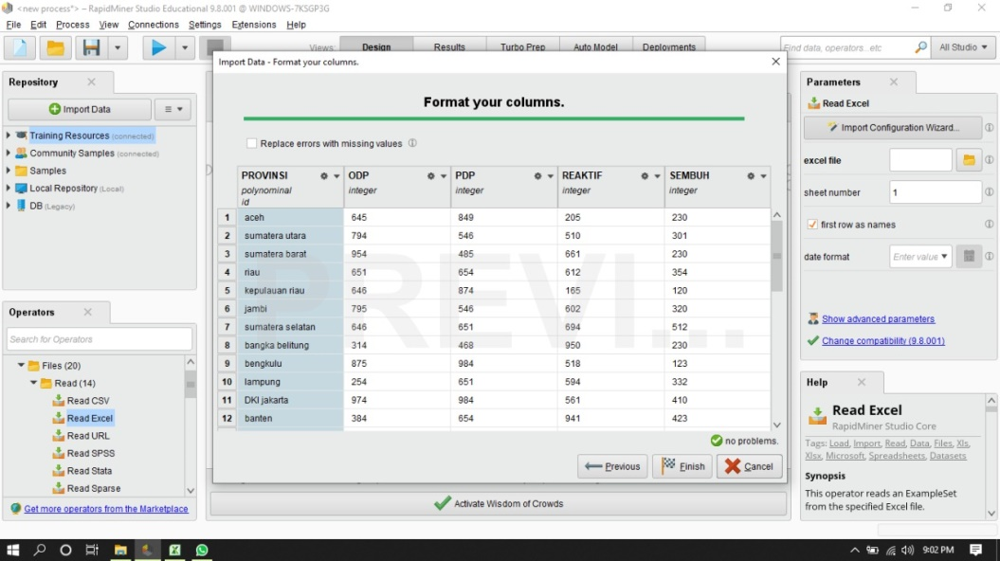 <new process*> – RapidMiner Studio Educational 9.8.001 @ WINDOWS-7KSGP3G
File Edit Process View Connections Settings Extensions Help
Views: Design Results Turbo Prep Auto Model Deployments
Find data, operators...etc All Studio ▼
Repository
Import Data
Training Resources (connected)
Community Samples (connected)
Samples
Local Repository (Local)
DB (Legacy)
Operators
Search for Operators
Files (20)
Read (14)
Read CSV
Read Excel
Read URL
Read SPSS
Read Stata
Read Sparse
Get more operators from the Marketplace
Import Data - Format your columns.
Format your columns.
Replace errors with missing values
PROVINSI ODP PDP REAKTIF SEMBUH
polynominal integer integer integer integer
id
1 aceh 645 849 205 230
2 sumatera utara 794 546 510 301
3 sumatera barat 954 485 661 230
4 riau 651 654 612 354
5 kepulauan riau 646 874 165 120
6 jambi 795 546 602 320
7 sumatera selatan 646 651 694 512
8 bangka belitung 314 468 950 230
9 bengkulu 875 984 518 123
10 lampung 254 651 594 332
11 DKI jakarta 974 984 561 410
12 banten 384 654 941 423
PREVI...
no problems.
Previous Finish Cancel
Activate Wisdom of Crowds
Parameters
Read Excel
Import Configuration Wizard...
excel file
sheet number 1
first row as names
date format Enter value
Show advanced parameters
Change compatibility (9.8.001)
Help
Read Excel
RapidMiner Studio Core
Tags: Load, Import, Read, Data, Files, Xls,
Xlsx, Microsoft, Spreadsheets, Datasets
Synopsis
This operator reads an ExampleSet
from the specified Excel file.
9:02 PM